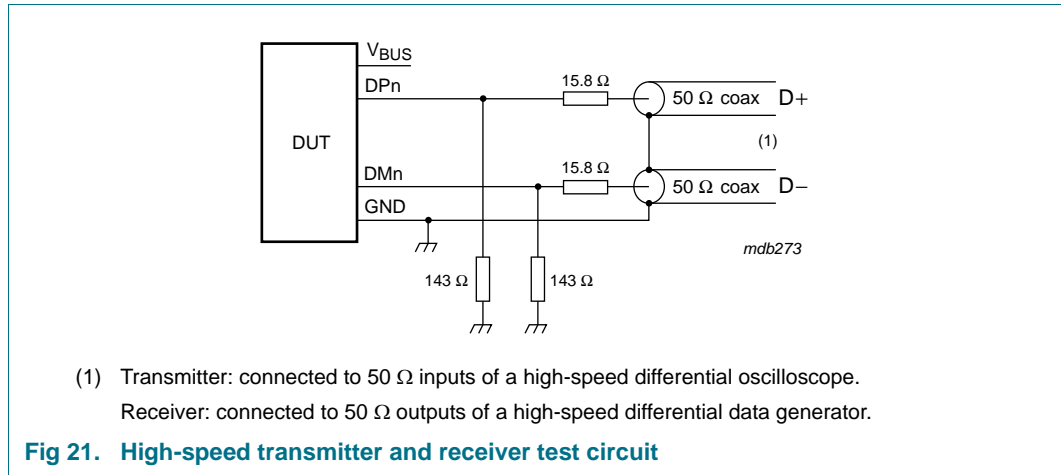 VBUS
DPn
15.8 Ω
50 Ω coax D+
DUT
(1)
15.8 Ω
DMn
50 Ω coax D−
GND
mdb273
143 Ω
143 Ω
(1) Transmitter: connected to 50 Ω inputs of a high-speed differential oscilloscope.
Receiver: connected to 50 Ω outputs of a high-speed differential data generator.
Fig 21. High-speed transmitter and receiver test circuit